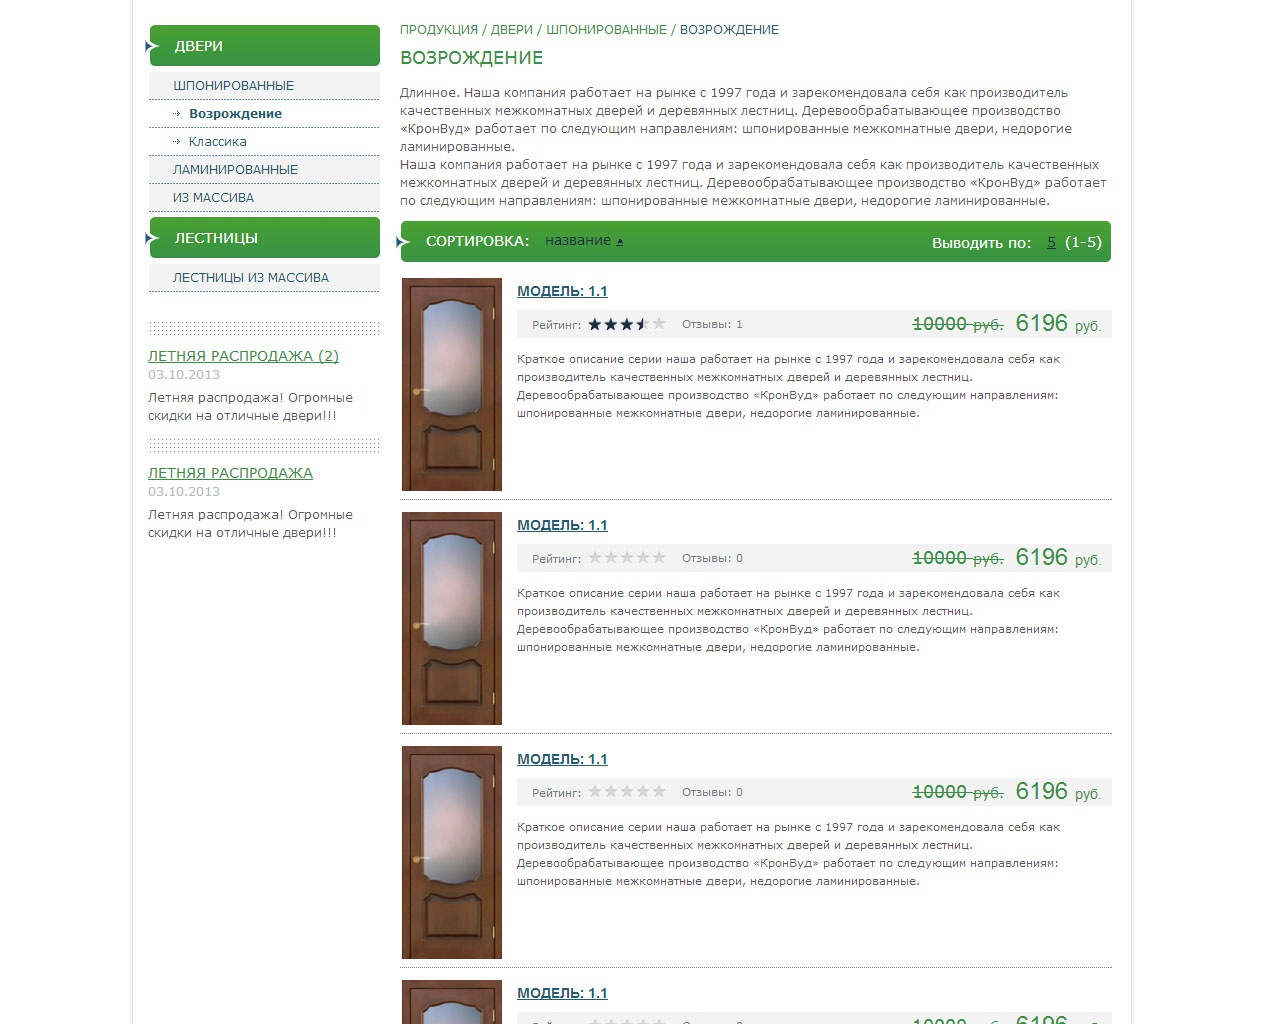 ДВЕРИ
ШПОНИРОВАННЫЕ
Возрождение
Классика
ЛАМИНИРОВАННЫЕ
ИЗ МАССИВА
ЛЕСТНИЦЫ
ЛЕСТНИЦЫ ИЗ МАССИВА
ЛЕТНЯЯ РАСПРОДАЖА (2)
03.10.2013
Летняя распродажа! Огромные
скидки на отличные двери!!!
ЛЕТНЯЯ РАСПРОДАЖА
03.10.2013
Летняя распродажа! Огромные
скидки на отличные двери!!!
ПРОДУКЦИЯ / ДВЕРИ / ШПОНИРОВАННЫЕ / ВОЗРОЖДЕНИЕ
ВОЗРОЖДЕНИЕ
Длинное. Наша компания работает на рынке с 1997 года и зарекомендовала себя как производитель
качественных межкомнатных дверей и деревянных лестниц. Деревообрабатывающее производство
«КронВуд» работает по следующим направлениям: шпонированные межкомнатные двери, недорогие
ламинированные.
Наша компания работает на рынке с 1997 года и зарекомендовала себя как производитель качественных
межкомнатных дверей и деревянных лестниц. Деревообрабатывающее производство «КронВуд» работает
по следующим направлениям: шпонированные межкомнатные двери, недорогие ламинированные.
СОРТИРОВКА: название ▲ Выводить по: 5 (1-5)
МОДЕЛЬ: 1.1
Рейтинг: Отзывы: 1 10000 руб. 6196 руб.
Краткое описание серии наша работает на рынке с 1997 года и зарекомендовала себя как
производитель качественных межкомнатных дверей и деревянных лестниц.
Деревообрабатывающее производство «КронВуд» работает по следующим направлениям:
шпонированные межкомнатные двери, недорогие ламинированные.
МОДЕЛЬ: 1.1
Рейтинг: Отзывы: 0 10000 руб. 6196 руб.
Краткое описание серии наша работает на рынке с 1997 года и зарекомендовала себя как
производитель качественных межкомнатных дверей и деревянных лестниц.
Деревообрабатывающее производство «КронВуд» работает по следующим направлениям:
шпонированные межкомнатные двери, недорогие ламинированные.
МОДЕЛЬ: 1.1
Рейтинг: Отзывы: 0 10000 руб. 6196 руб.
Краткое описание серии наша работает на рынке с 1997 года и зарекомендовала себя как
производитель качественных межкомнатных дверей и деревянных лестниц.
Деревообрабатывающее производство «КронВуд» работает по следующим направлениям:
шпонированные межкомнатные двери, недорогие ламинированные.
МОДЕЛЬ: 1.1
10000 6196